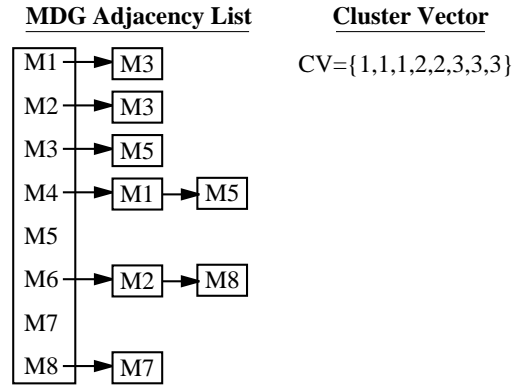 MDG Adjacency List Cluster Vector
M1 M3 CV={1,1,1,2,2,3,3,3}
M2 M3
M3 M5
M4 M1 M5
M5
M6 M2 M8
M7
M8 M7